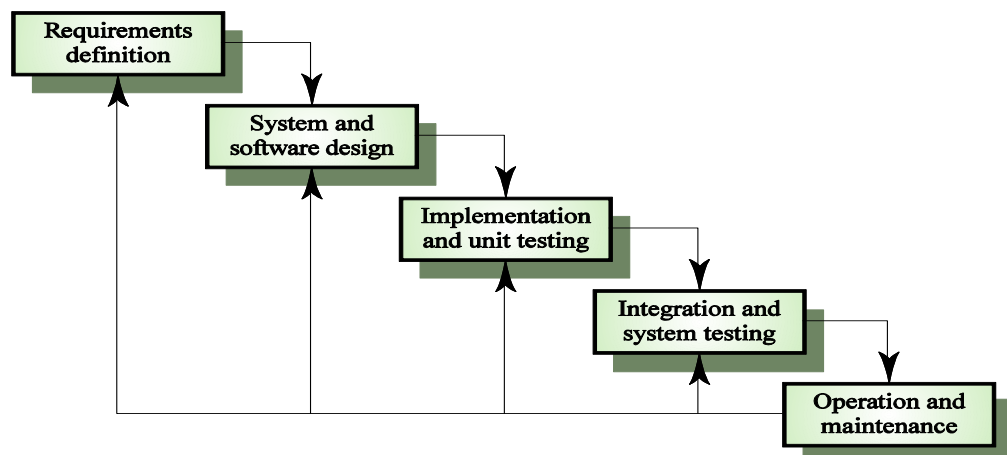 Requirements
definition
System and
software design
Implementation
and unit testing
Integration and
system testing
Operation and
maintenance